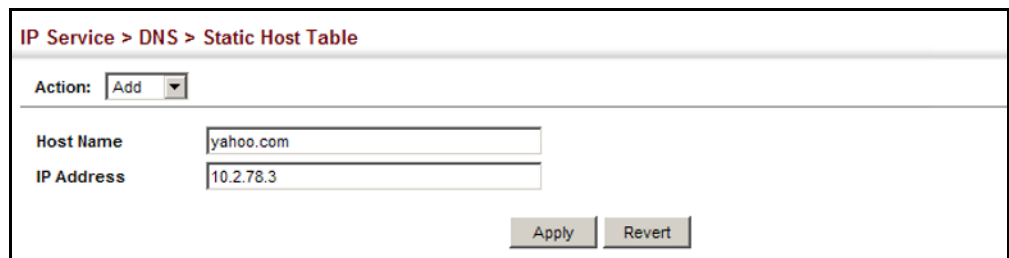 IP Service > DNS > Static Host Table
Action: Add
Host Name yahoo.com
IP Address 10.2.78.3
Apply Revert